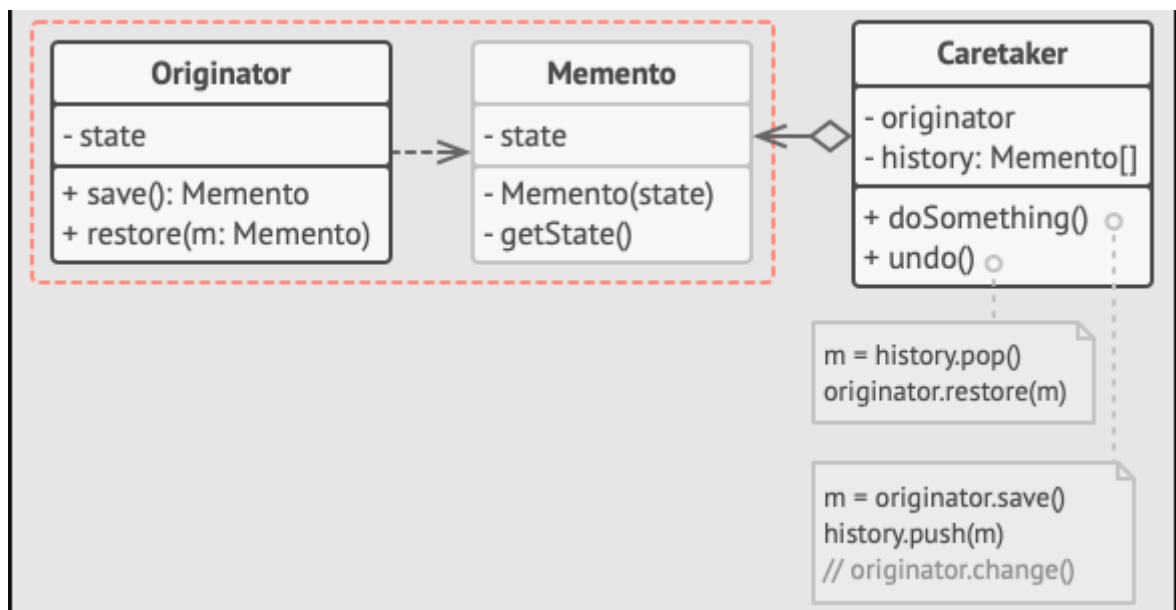 Originator
- state
+ save(): Memento
+ restore(m: Memento)
Memento
- state
- Memento(state)
- getState()
Caretaker
- originator
- history: Memento[]
+ doSomething()
+ undo()
m = history.pop()
originator.restore(m)
m = originator.save()
history.push(m)
// originator.change()